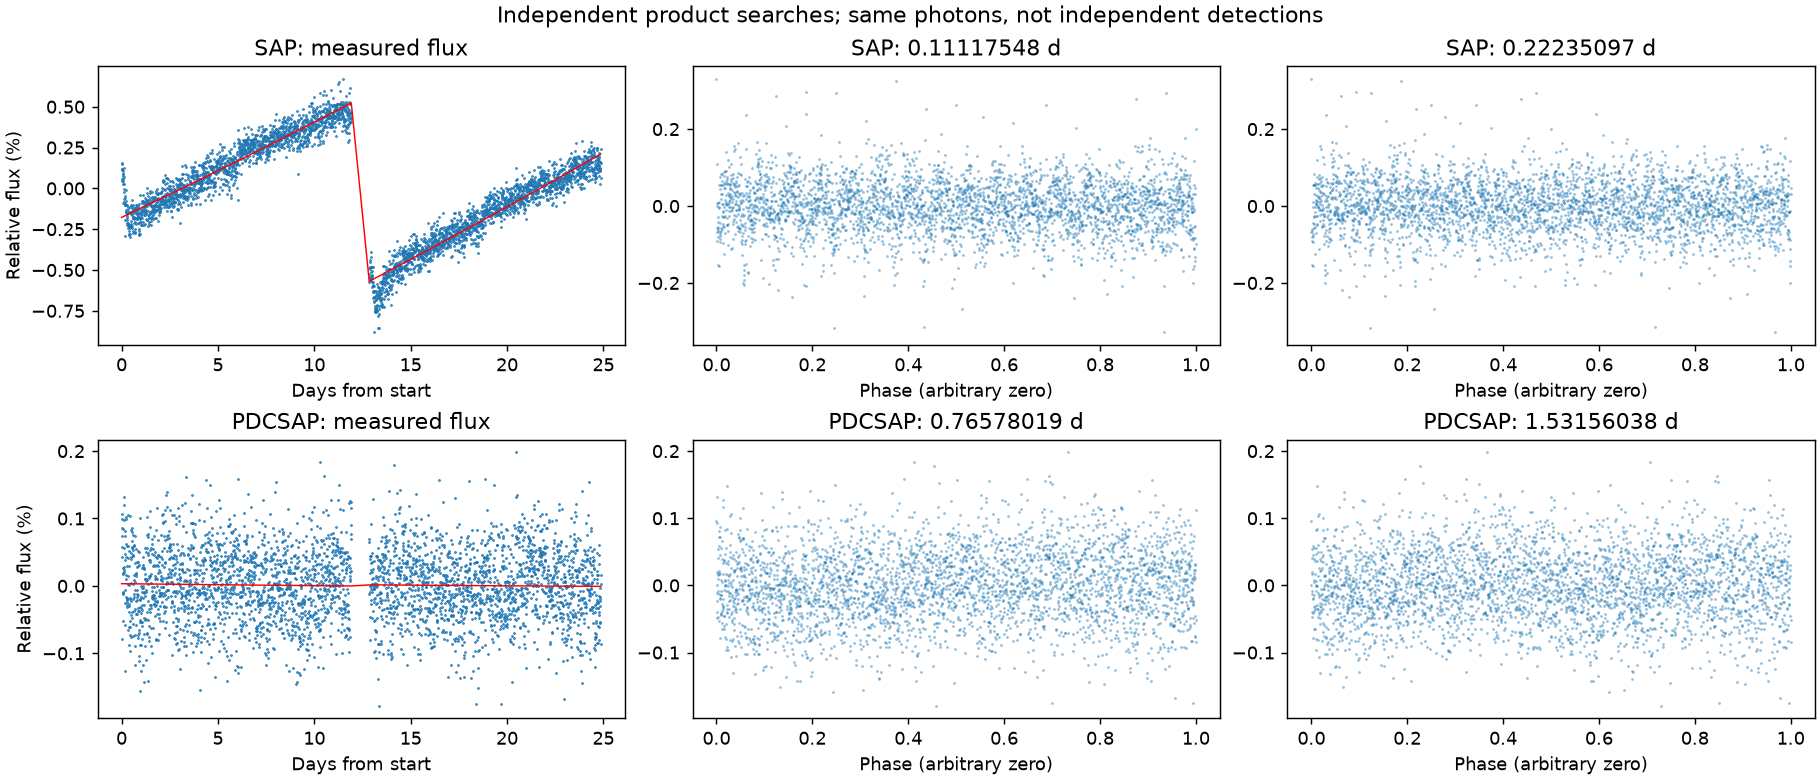 Independent product searches; same photons, not independent detections
SAP: measured flux
SAP: 0.11117548 d
SAP: 0.22235097 d
Relative flux (%)
0.50
0.25
0.00
−0.25
−0.50
−0.75
0 5 10 15 20 25
Days from start
0.2
0.0
−0.2
0.0 0.2 0.4 0.6 0.8 1.0
Phase (arbitrary zero)
0.2
0.0
−0.2
0.0 0.2 0.4 0.6 0.8 1.0
Phase (arbitrary zero)
PDCSAP: measured flux
PDCSAP: 0.76578019 d
PDCSAP: 1.53156038 d
Relative flux (%)
0.2
0.1
0.0
−0.1
0 5 10 15 20 25
Days from start
0.2
0.1
0.0
−0.1
0.0 0.2 0.4 0.6 0.8 1.0
Phase (arbitrary zero)
0.2
0.1
0.0
−0.1
0.0 0.2 0.4 0.6 0.8 1.0
Phase (arbitrary zero)